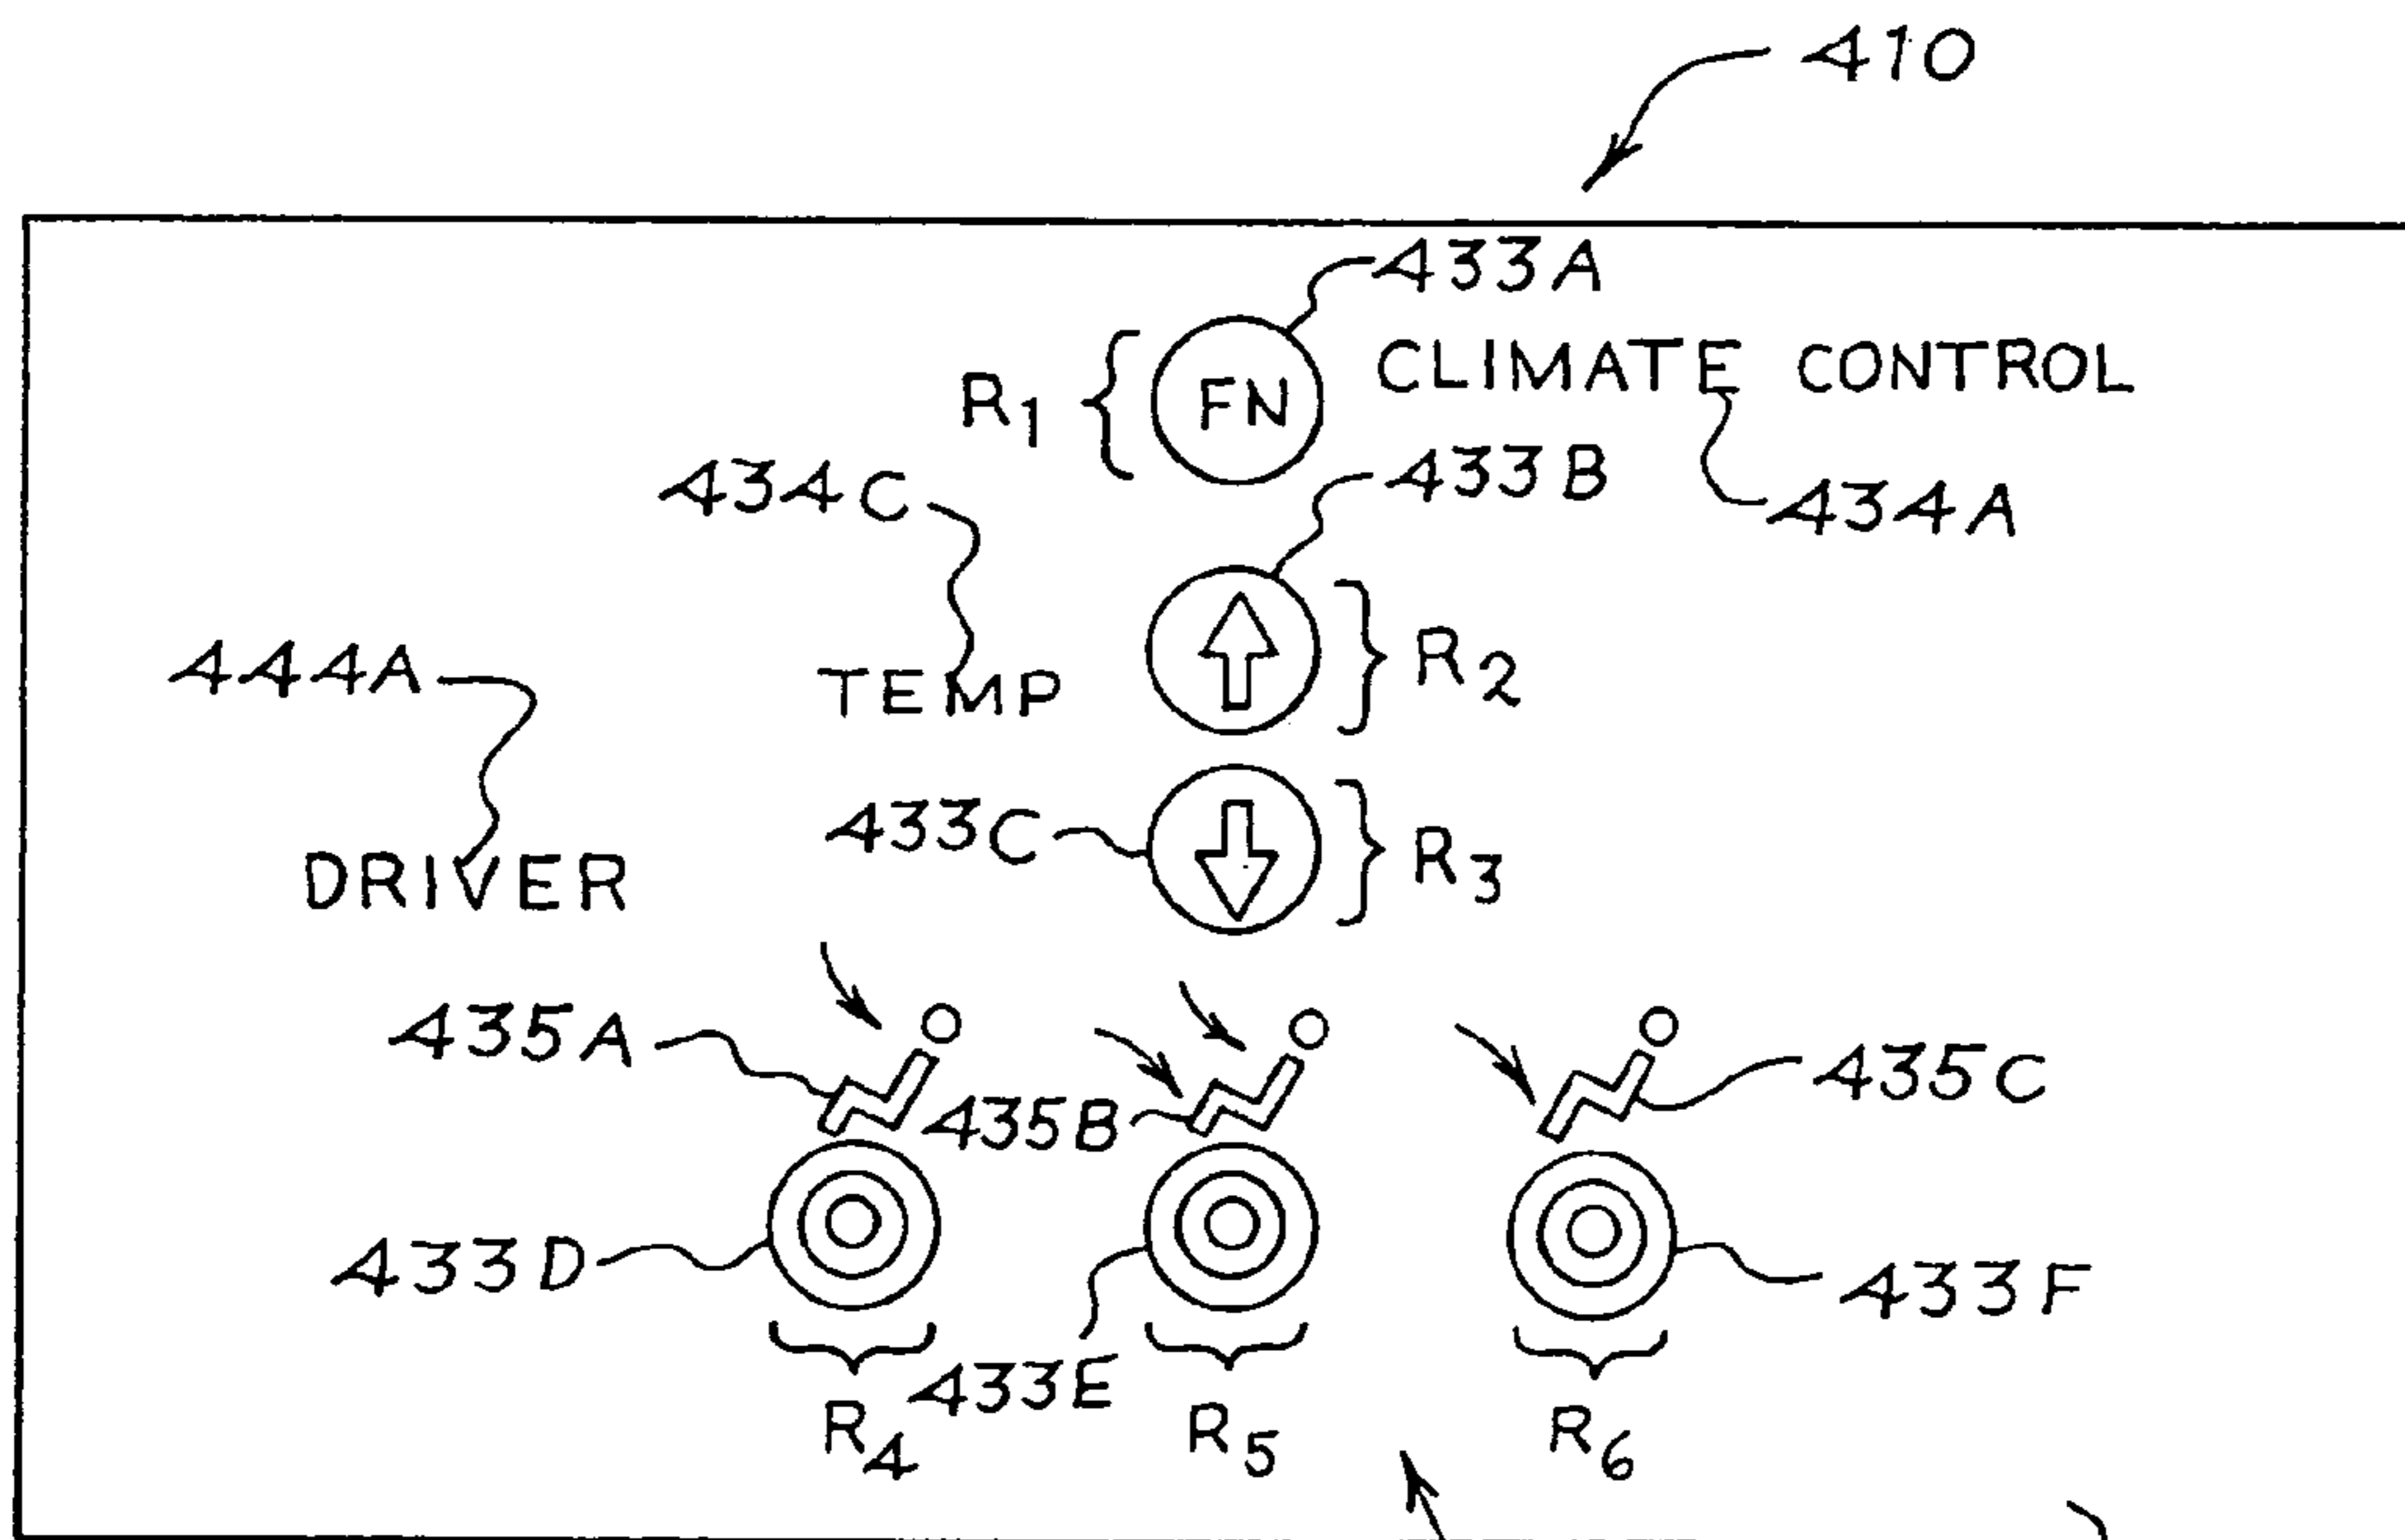 410
433A
R1 FN CLIMATE CONTROL
434C 433B
434A
444A TEMP R2
433C R3
DRIVER
435A 435B 435C
433D 433F
433E
R4 R5 R6